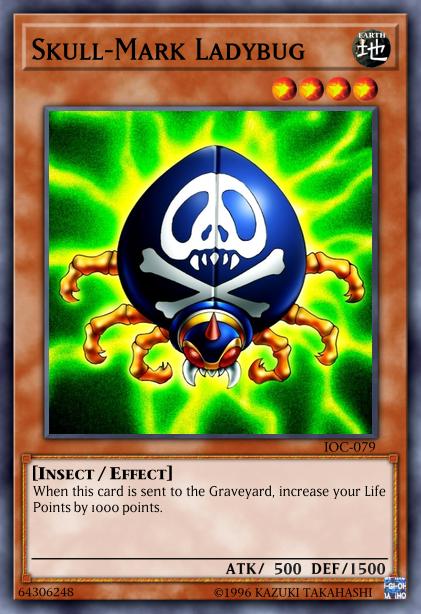 Skull-Mark Ladybug
EARTH
地
IOC-079
[Insect / Effect]
When this card is sent to the Graveyard, increase your Life
Points by 1000 points.
ATK/ 500 DEF/1500
64306248
©1996 KAZUKI TAKAHASHI